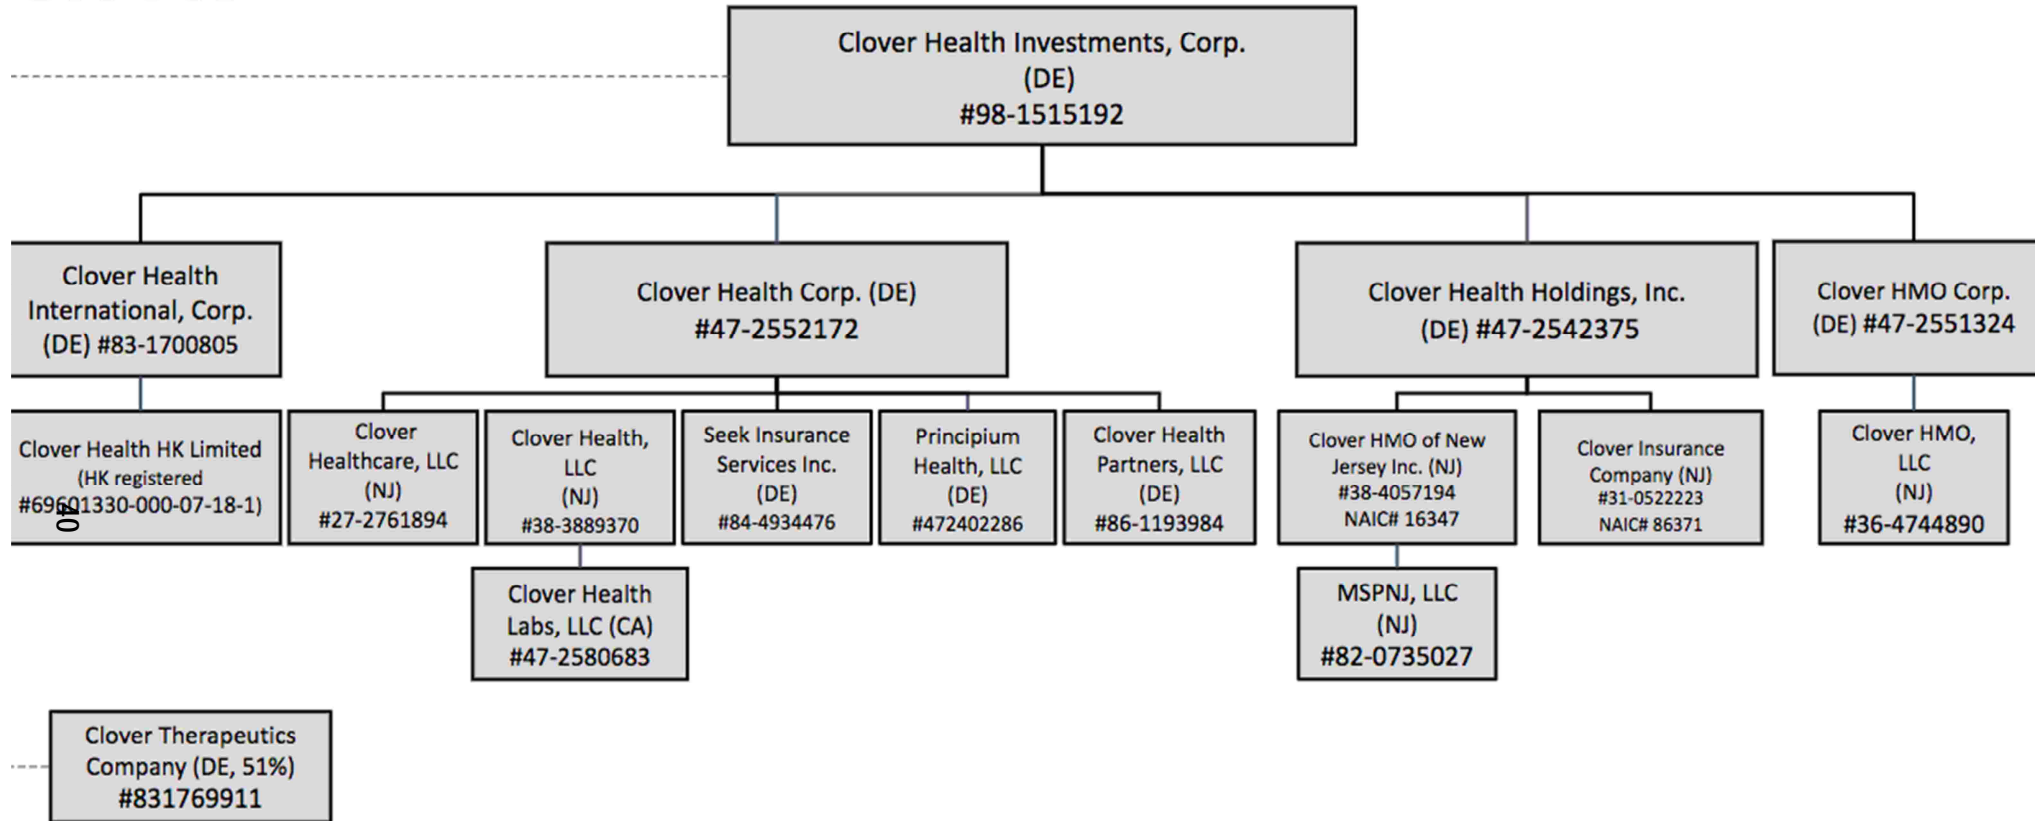 Clover Health Investments, Corp.
(DE)
#98-1515192
Clover Health
International, Corp.
(DE) #83-1700805
Clover Health Corp. (DE)
#47-2552172
Clover Health Holdings, Inc.
(DE) #47-2542375
Clover HMO Corp.
(DE) #47-2551324
Clover Health HK Limited
(HK registered
#69601330-000-07-18-1)
40
Clover
Healthcare, LLC
(NJ)
#27-2761894
Clover Health,
LLC
(NJ)
#38-3889370
Seek Insurance
Services Inc.
(DE)
#84-4934476
Principium
Health, LLC
(DE)
#472402286
Clover Health
Partners, LLC
(DE)
#86-1193984
Clover HMO of New
Jersey Inc. (NJ)
#38-4057194
NAIC# 16347
Clover Insurance
Company (NJ)
#31-0522223
NAIC# 86371
Clover HMO,
LLC
(NJ)
#36-4744890
Clover Health
Labs, LLC (CA)
#47-2580683
MSPNJ, LLC
(NJ)
#82-0735027
Clover Therapeutics
Company (DE, 51%)
#831769911